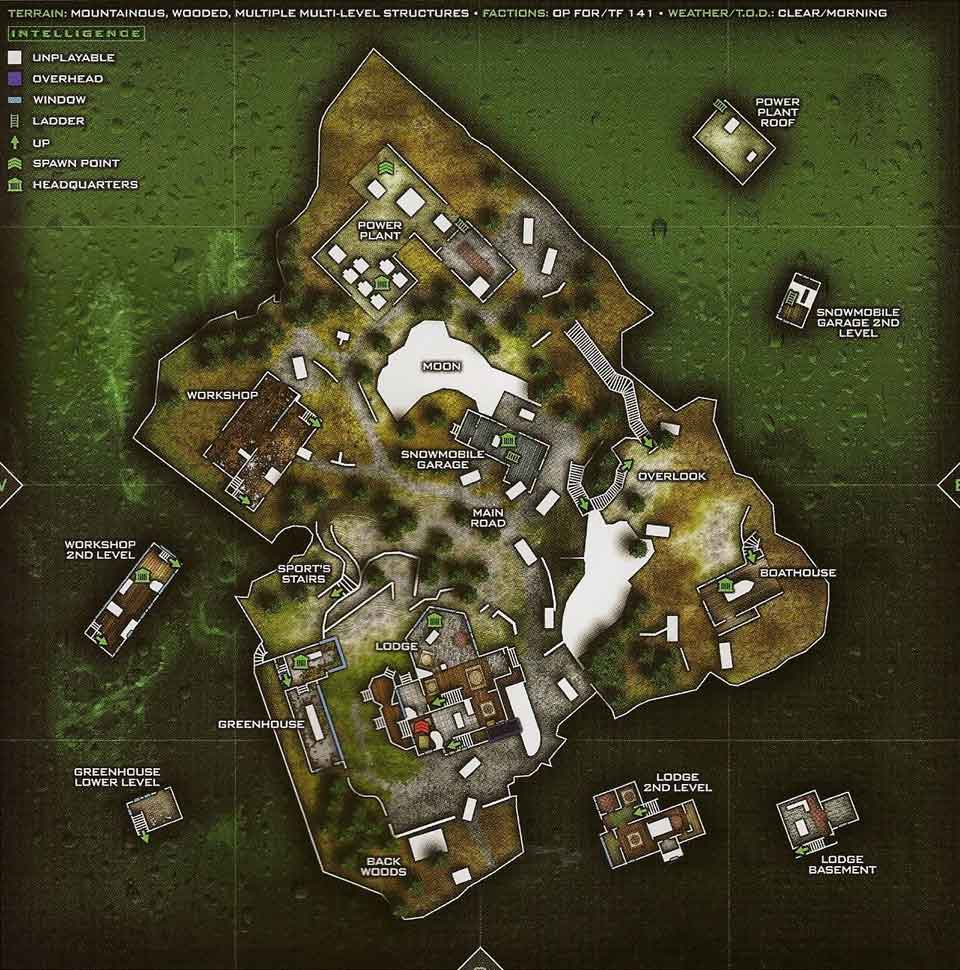 TERRAIN: MOUNTAINOUS, WOODED, MULTIPLE MULTI-LEVEL STRUCTURES • FACTIONS: OP FOR/TF 141 • WEATHER/T.O.D.: CLEAR/MORNING
INTELLIGENCE
UNPLAYABLE
OVERHEAD
WINDOW
LADDER
UP
SPAWN POINT
HEADQUARTERS
POWER
PLANT
ROOF
POWER
PLANT
SNOWMOBILE
GARAGE 2ND
LEVEL
MOON
WORKSHOP
SNOWMOBILE
GARAGE
OVERLOOK
MAIN
ROAD
WORKSHOP
2ND LEVEL
SPORT'S
STAIRS
BOATHOUSE
LODGE
GREENHOUSE
GREENHOUSE
LOWER LEVEL
LODGE
2ND LEVEL
BACK
WOODS
LODGE
BASEMENT